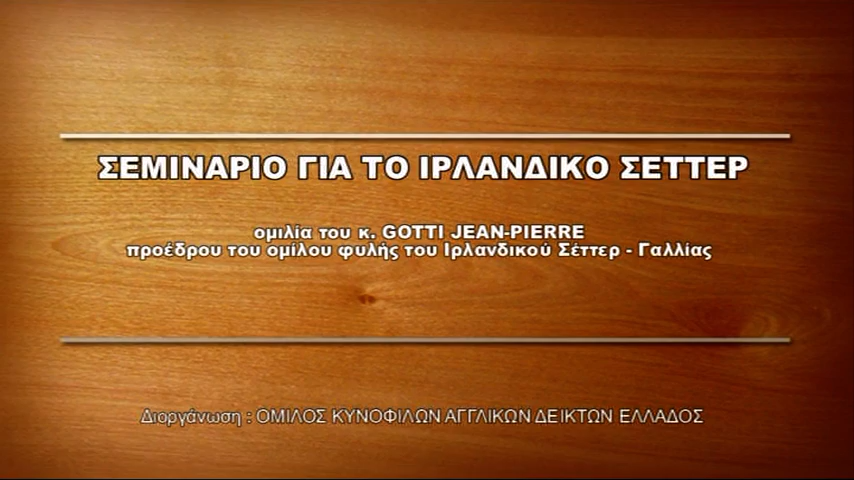 ΣΕΜΙΝΑΡΙΟ ΓΙΑ ΤΟ ΙΡΛΑΝΔΙΚΟ ΣΕΤΤΕΡ
ομιλία του κ. GOTTI JEAN-PIERRE
προέδρου του ομίλου φυλής του Ιρλανδικού Σέττερ - Γαλλίας
Διοργάνωση : ΟΜΙΛΟΣ ΚΥΝΟΦΙΛΩΝ ΑΓΓΛΙΚΩΝ ΔΕΙΚΤΩΝ ΕΛΛΑΔΟΣ